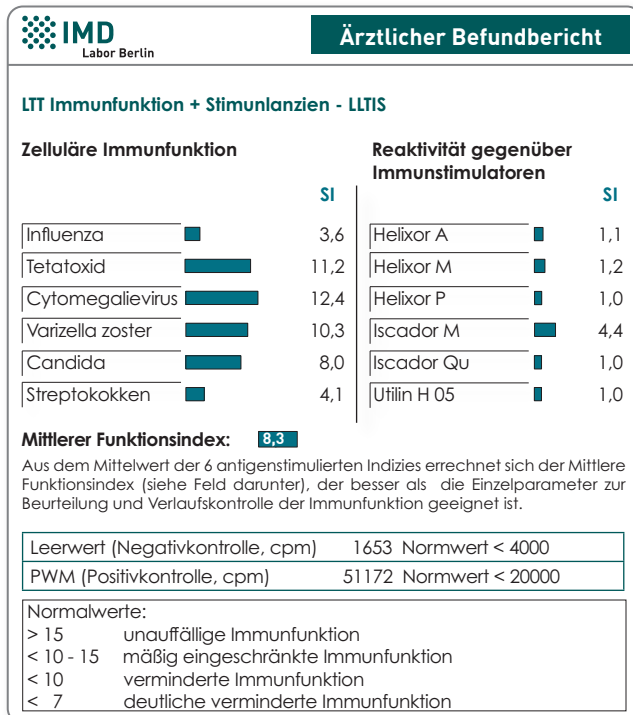 IMD
Labor Berlin
Ärztlicher Befundbericht
LTT Immunfunktion + Stimunlanzien - LLTIS
Zelluläre Immunfunktion
SI
Influenza 3,6
Tetatoxid 11,2
Cytomegalievirus 12,4
Varizella zoster 10,3
Candida 8,0
Streptokokken 4,1
Reaktivität gegenüber
Immunstimulatoren
SI
Helixor A 1,1
Helixor M 1,2
Helixor P 1,0
Iscador M 4,4
Iscador Qu 1,0
Utilin H 05 1,0
Mittlerer Funktionsindex: 8,3
Aus dem Mittelwert der 6 antigenstimulierten Indizies errechnet sich der Mittlere
Funktionsindex (siehe Feld darunter), der besser als die Einzelparameter zur
Beurteilung und Verlaufskontrolle der Immunfunktion geeignet ist.
Leerwert (Negativkontrolle, cpm) 1653 Normwert < 4000
PWM (Positivkontrolle, cpm) 51172 Normwert < 20000
Normalwerte:
> 15 unauffällige Immunfunktion
< 10 - 15 mäßig eingeschränkte Immunfunktion
< 10 verminderte Immunfunktion
< 7 deutliche verminderte Immunfunktion